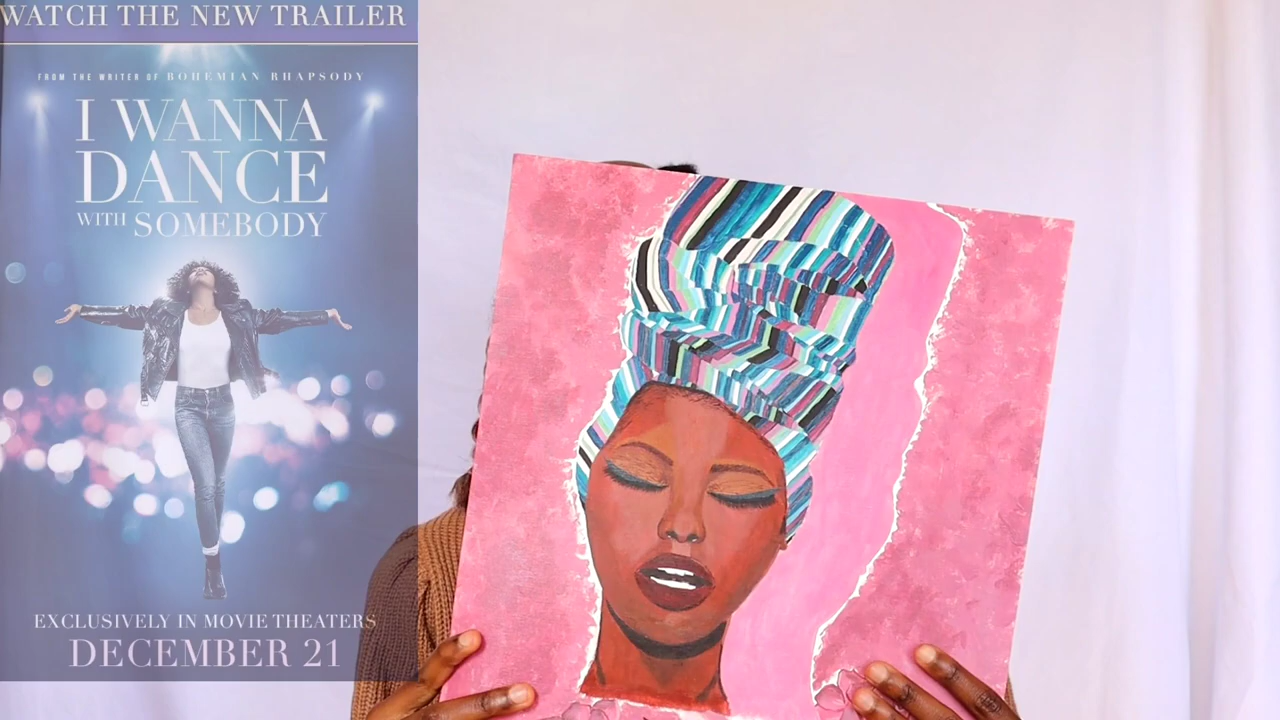 WATCH THE NEW TRAILER
FROM THE WRITER OF BOHEMIAN RHAPSODY
I WANNA
DANCE
WITH SOMEBODY
EXCLUSIVELY IN MOVIE THEATERS
DECEMBER 21